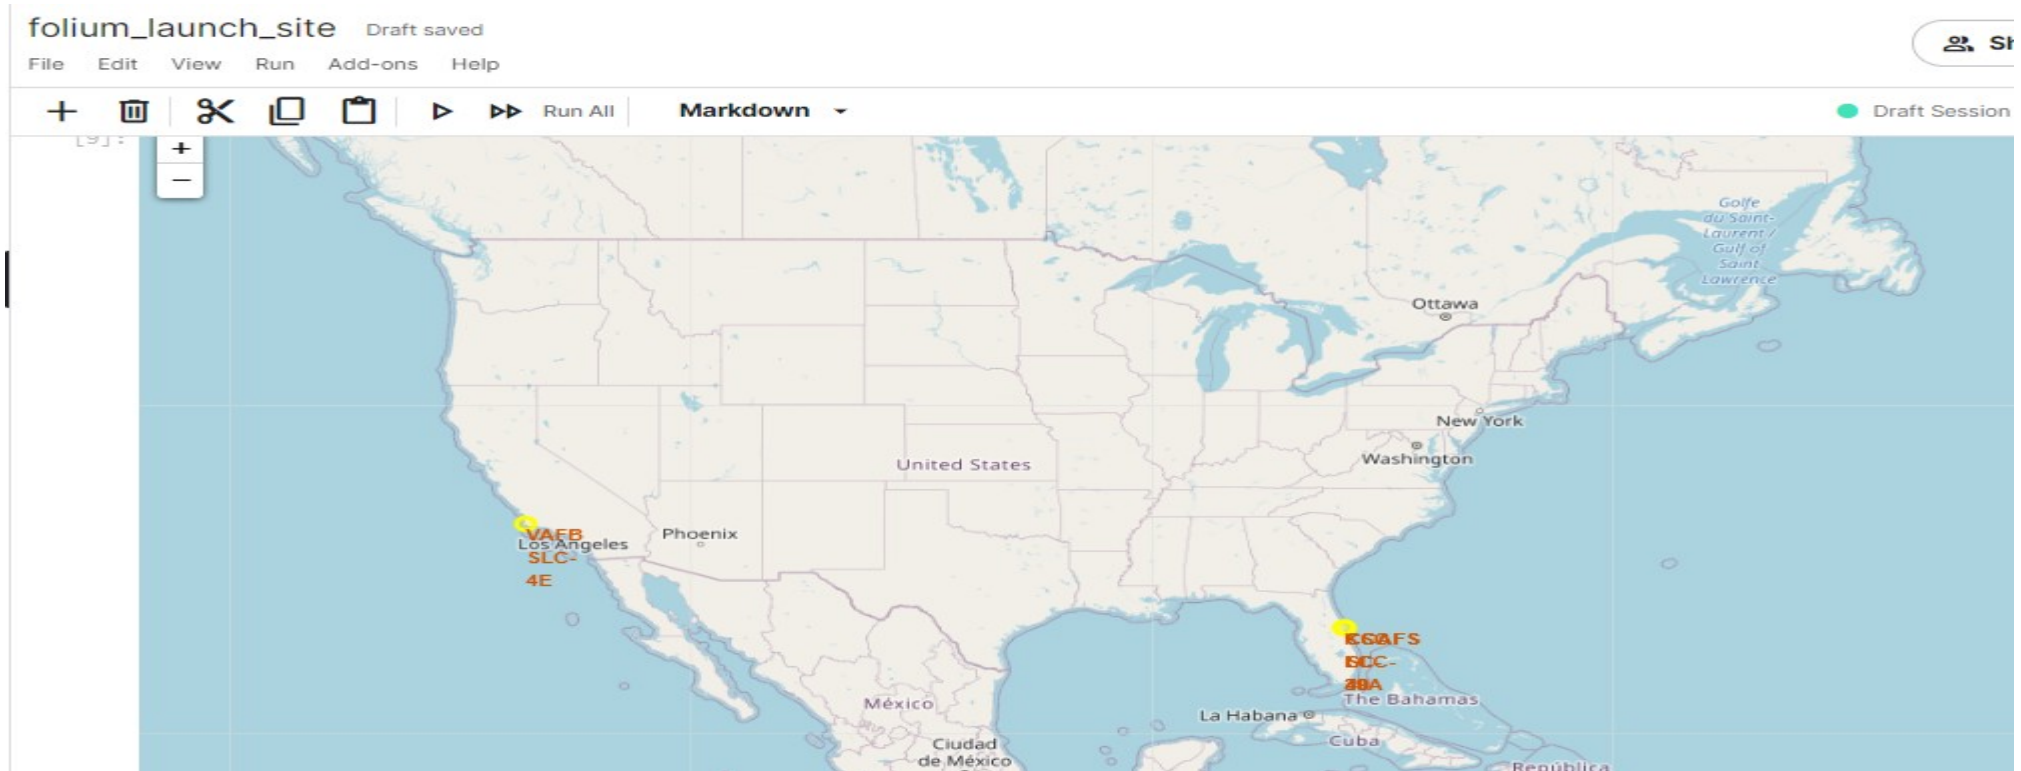 folium_launch_site Draft saved
File Edit View Run Add-ons Help
Run All Markdown
Draft Session
[9]:
+
−
Golfe
du Saint-
Laurent /
Gulf of
Saint
Lawrence
Ottawa
New York
Washington
United States
Phoenix
VAFB
Los Angeles
SLC-
4E
The Bahamas
México
La Habana
Cuba
Ciudad
de México
República